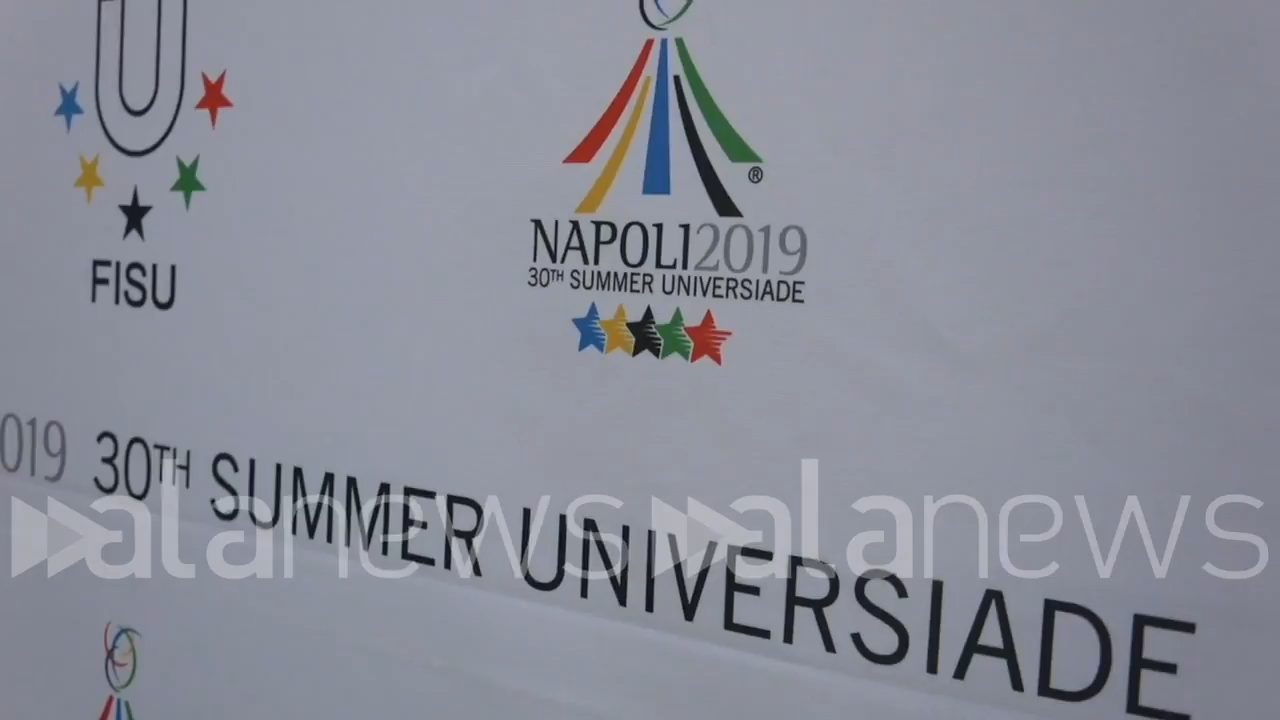 U
FISU
®
NAPOLI2019
30TH SUMMER UNIVERSIADE
019 30TH SUMMER UNIVERSIADE
alanews alanews